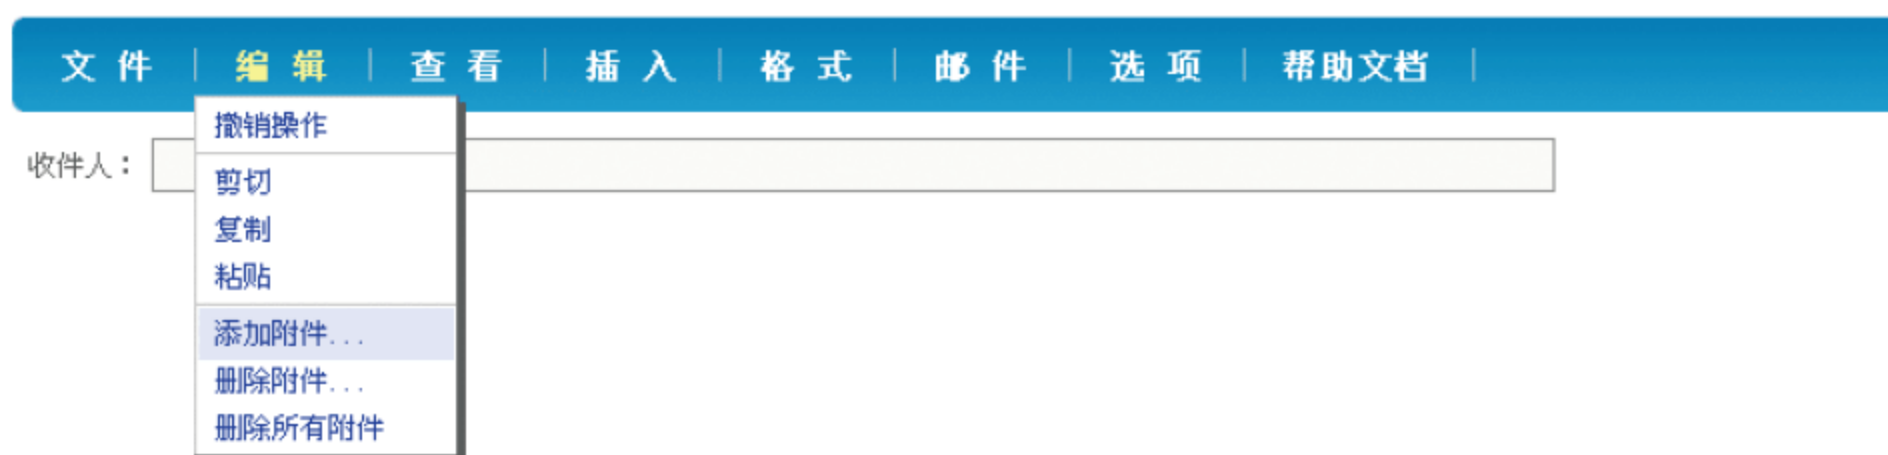 文 件 编 辑 查 看 插 入 格 式 邮 件 选 项 帮助文档
撤销操作
收件人：
剪切
复制
粘贴
添加附件...
删除附件...
删除所有附件